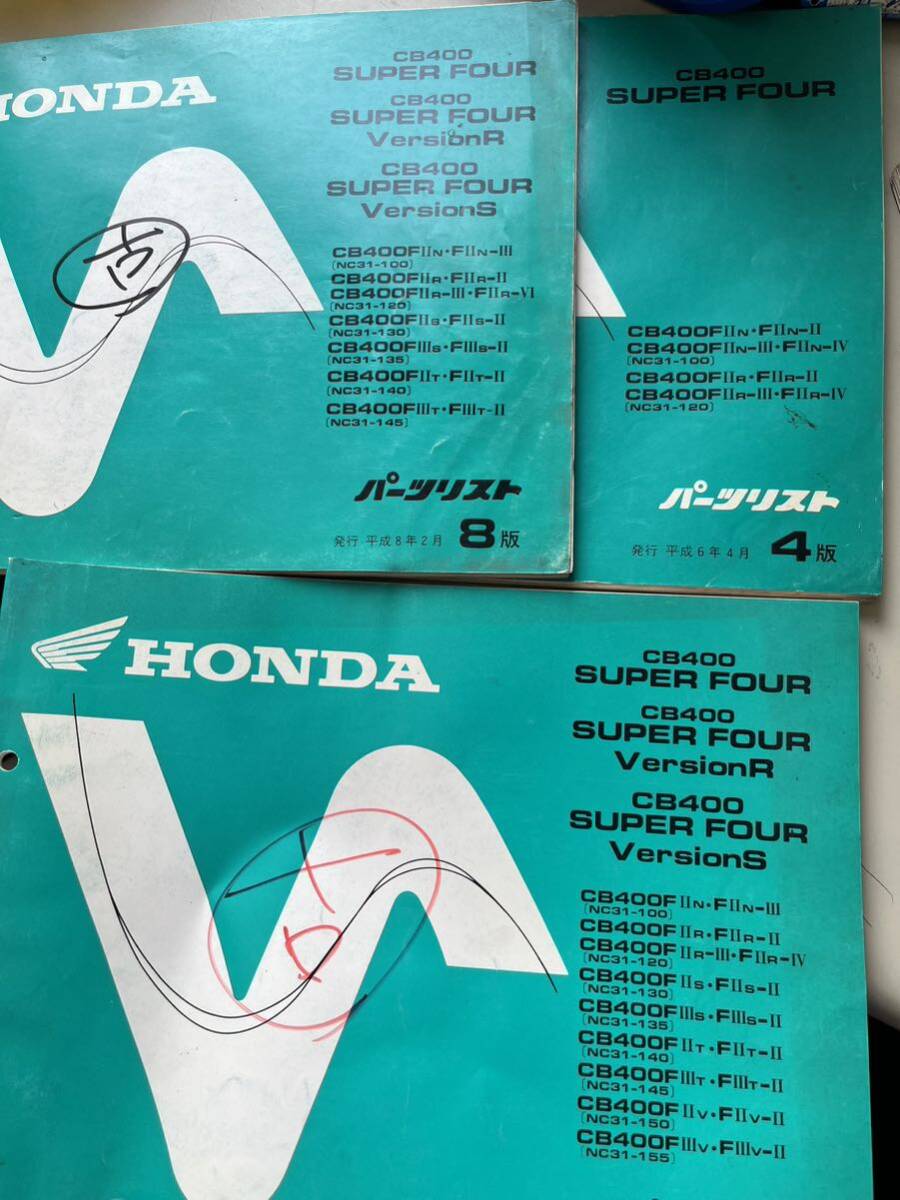 HONDA
CB400
SUPER FOUR
CB400
SUPER FOUR
VersionR
CB400
SUPER FOUR
VersionS
古
CB400FIIN・FIIN-III
(NC31-100)
CB400FIIR・FIIR-II
CB400FIIR-III・FIIR-VI
(NC31-120)
CB400FIIS・FIIS-II
(NC31-130)
CB400FIIIS・FIIIS-II
(NC31-135)
CB400FIIT・FIIT-II
(NC31-140)
CB400FIIIT・FIIIT-II
(NC31-145)
パーツリスト
発行 平成8年2月 8版
CB400
SUPER FOUR
CB400FIIN・FIIN-II
CB400FIIN-III・FIIN-IV
(NC31-100)
CB400FIIR・FIIR-II
CB400FIIR-III・FIIR-IV
(NC31-120)
パーツリスト
発行 平成6年4月 4版
HONDA
CB400
SUPER FOUR
CB400
SUPER FOUR
VersionR
CB400
SUPER FOUR
VersionS
古
CB400FIIN・FIIN-III
(NC31-100)
CB400FIIR・FIIR-II
CB400FIIR-III・FIIR-IV
(NC31-120)
CB400FIIS・FIIS-II
(NC31-130)
CB400FIIIS・FIIIS-II
(NC31-135)
CB400FIIT・FIIT-II
(NC31-140)
CB400FIIIT・FIIIT-II
(NC31-145)
CB400FIIV・FIIV-II
(NC31-150)
CB400FIIIV・FIIIV-II
(NC31-155)